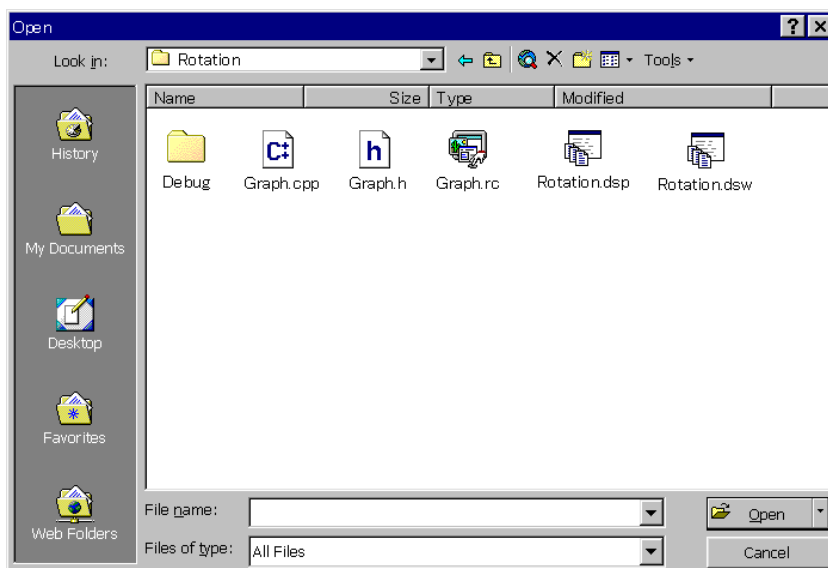 Open
Look in: Rotation Tools
Name Size Type Modified
Debug Graph.cpp Graph.h Graph.rc Rotation.dsp Rotation.dsw
History
My Documents
Desktop
Favorites
Web Folders
File name: Open
Files of type: All Files Cancel